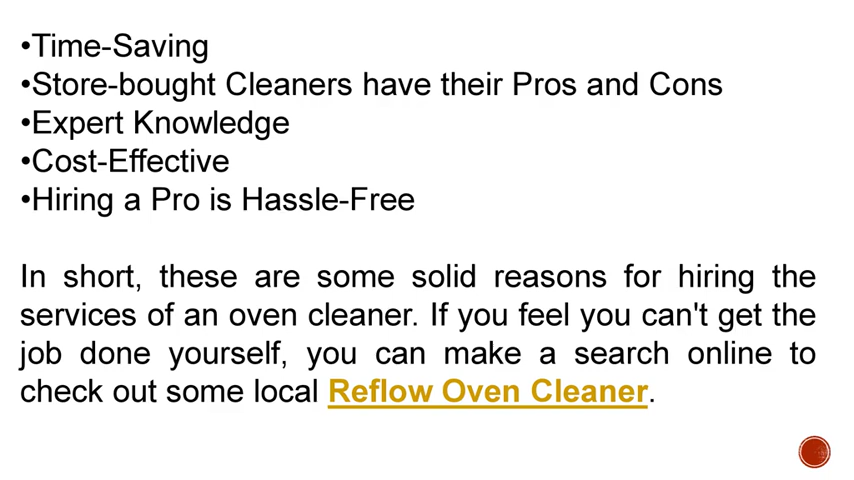 •Time-Saving
•Store-bought Cleaners have their Pros and Cons
•Expert Knowledge
•Cost-Effective
•Hiring a Pro is Hassle-Free
In short, these are some solid reasons for hiring the
services of an oven cleaner. If you feel you can't get the
job done yourself, you can make a search online to
check out some local Reflow Oven Cleaner.